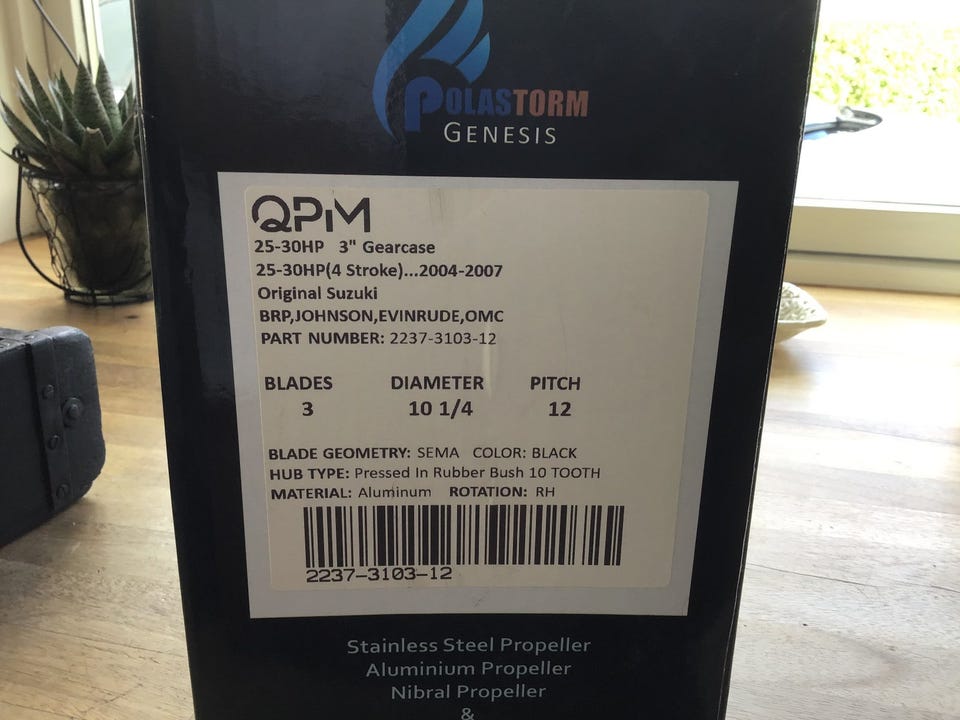 POLASTORM
GENESIS
QPM
25-30HP 3" Gearcase
25-30HP(4 Stroke)...2004-2007
Original Suzuki
BRP,JOHNSON,EVINRUDE,OMC
PART NUMBER: 2237-3103-12
BLADES DIAMETER PITCH
3 10 1/4 12
BLADE GEOMETRY: SEMA COLOR: BLACK
HUB TYPE: Pressed In Rubber Bush 10 TOOTH
MATERIAL: Aluminum ROTATION: RH
2237-3103-12
Stainless Steel Propeller
Aluminium Propeller
Nibral Propeller
&